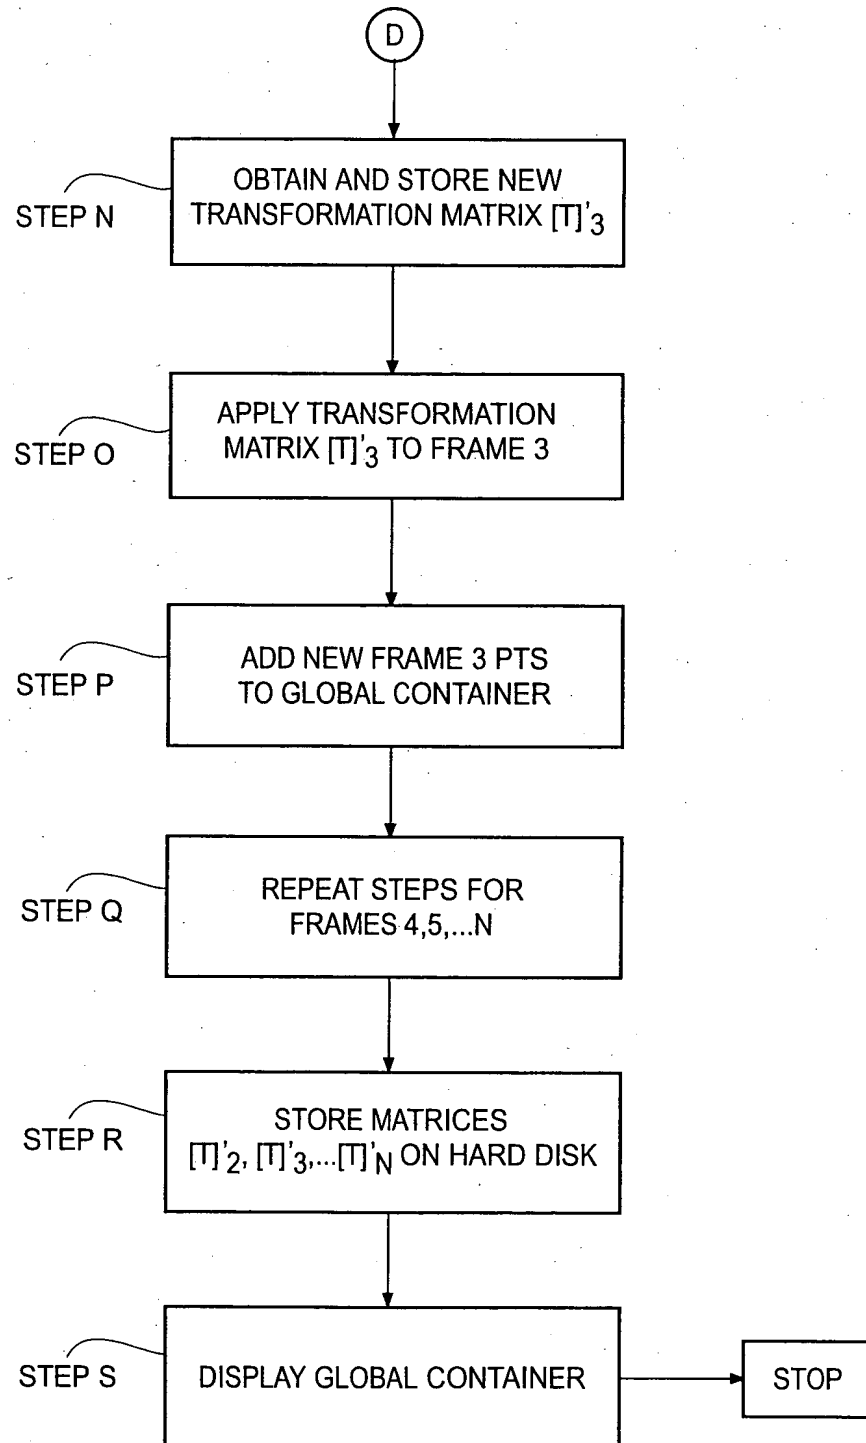 D
OBTAIN AND STORE NEW
TRANSFORMATION MATRIX [T]'3
STEP N
APPLY TRANSFORMATION
MATRIX [T]'3 TO FRAME 3
STEP O
ADD NEW FRAME 3 PTS
TO GLOBAL CONTAINER
STEP P
REPEAT STEPS FOR
FRAMES 4,5,...N
STEP Q
STORE MATRICES
[T]'2, [T]'3,...[T]'N ON HARD DISK
STEP R
DISPLAY GLOBAL CONTAINER
STEP S
STOP